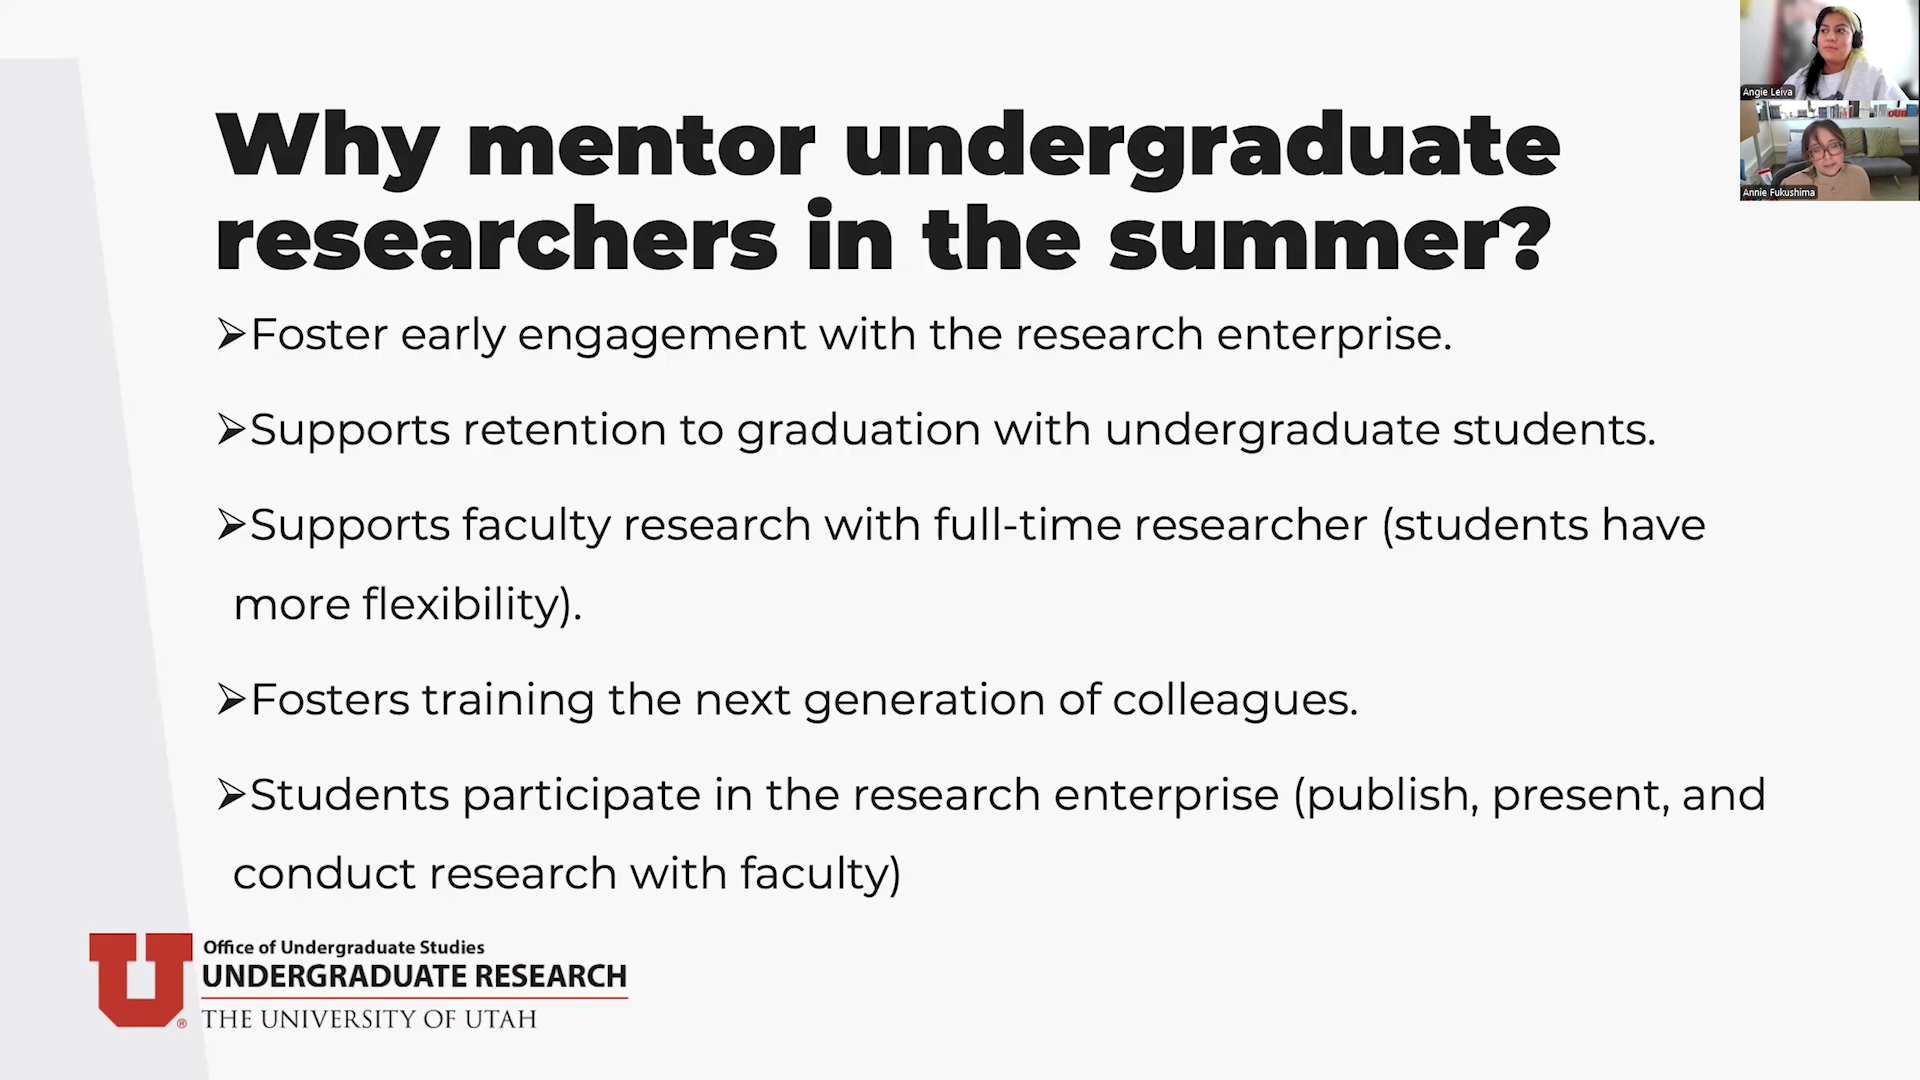 Why mentor undergraduate
researchers in the summer?
➢Foster early engagement with the research enterprise.
➢Supports retention to graduation with undergraduate students.
➢Supports faculty research with full-time researcher (students have
more flexibility).
➢Fosters training the next generation of colleagues.
➢Students participate in the research enterprise (publish, present, and
conduct research with faculty)
Office of Undergraduate Studies
UNDERGRADUATE RESEARCH
THE UNIVERSITY OF UTAH
U®
Angie Leiva
Annie Fukushima